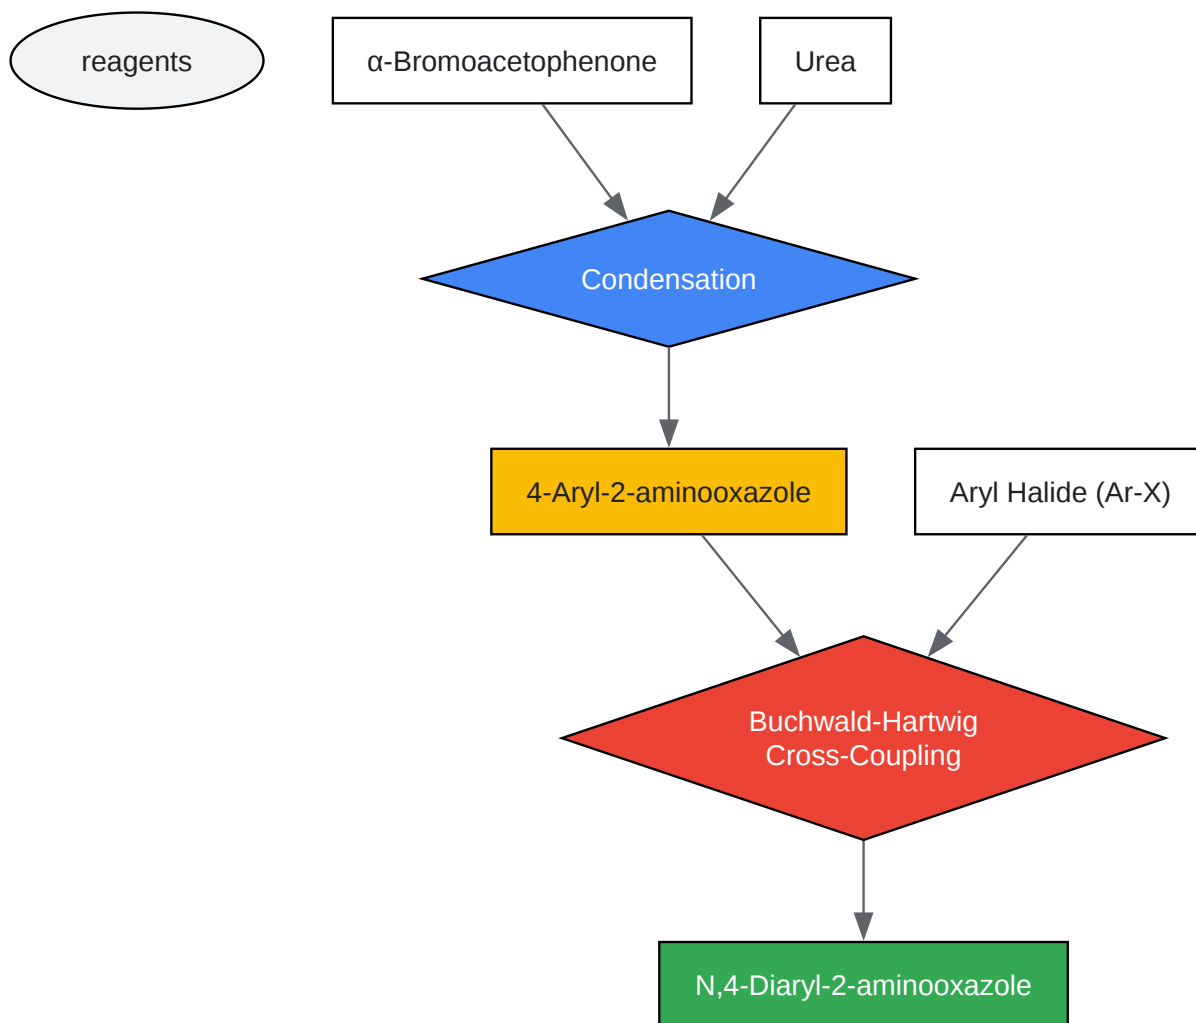 reagents
α-Bromoacetophenone
Urea
Condensation
4-Aryl-2-aminooxazole
Aryl Halide (Ar-X)
Buchwald-Hartwig
Cross-Coupling
N,4-Diaryl-2-aminooxazole